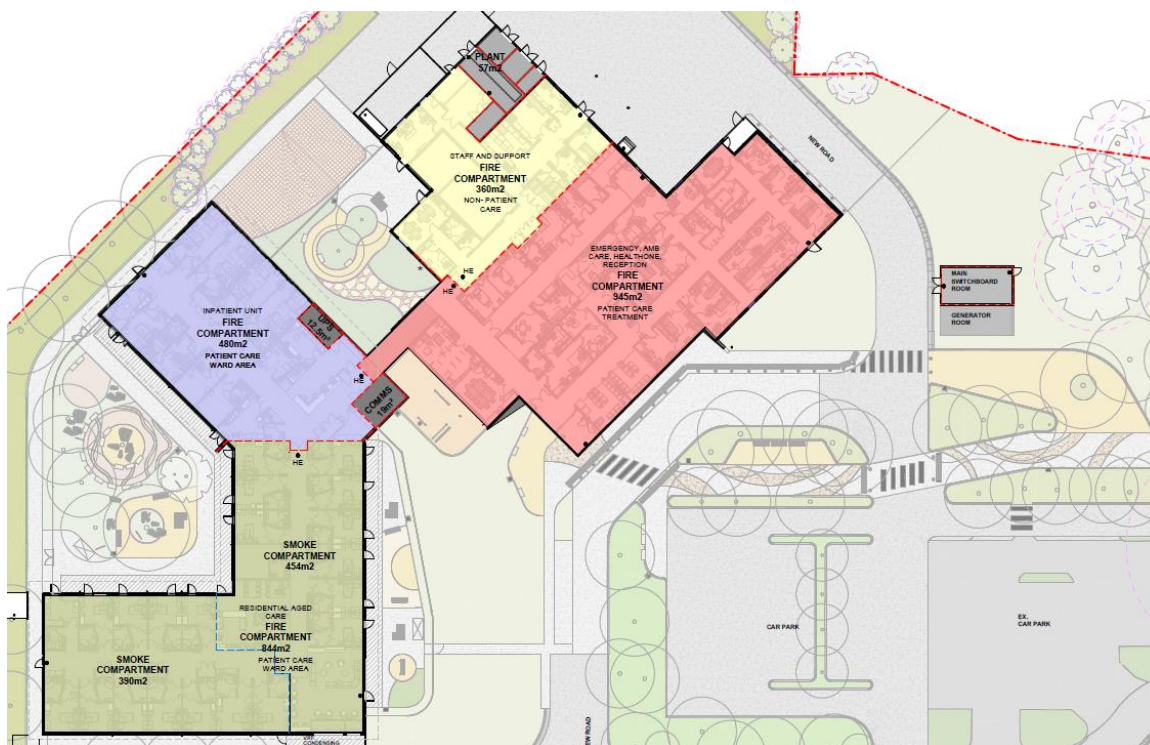 PLANT
57m2
NEW ROAD
STAFF AND SUPPORT
FIRE
COMPARTMENT
360m2
NON- PATIENT
CARE
EMERGENCY, AMB
CARE, HEALTHONE,
RECEPTION
FIRE
COMPARTMENT
945m2
PATIENT CARE
TREATMENT
HE
HE
MAIN
SWITCHBOARD
ROOM
GENERATOR
ROOM
INPATIENT UNIT
FIRE
COMPARTMENT
480m2
PATIENT CARE
WARD AREA
UPS
12.5m²
HE
COMMS
19m²
HE
SMOKE
COMPARTMENT
454m2
RESIDENTIAL AGED
CARE
FIRE
COMPARTMENT
844m2
PATIENT CARE
WARD AREA
SMOKE
COMPARTMENT
390m2
CAR PARK
EX.
CAR PARK
NEW ROAD
CONDENSING